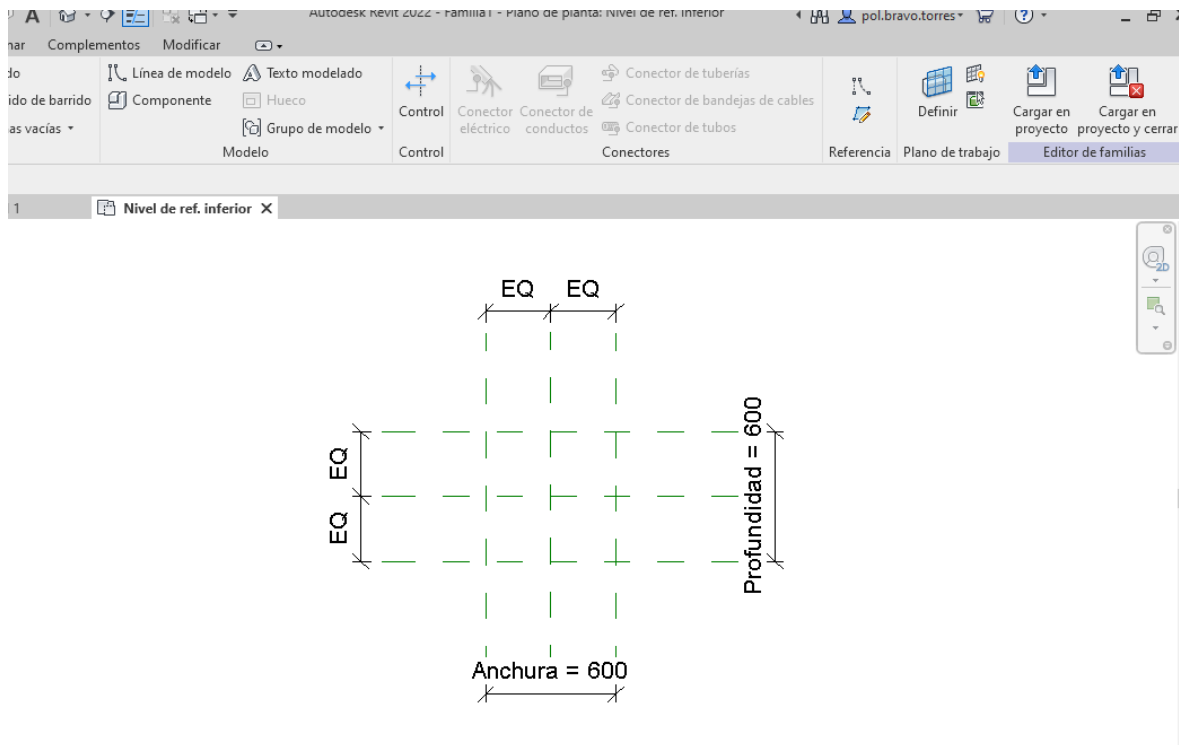 A
Autodesk Revit 2022 - Familia1 - Plano de planta: Nivel de ref. inferior
pol.bravo.torres
?
nar Complementos Modificar
do
Línea de modelo
A Texto modelado
Conector de tuberías
ido de barrido
Componente
Hueco
Control
Conector eléctrico
Conector de conductos
Conector de bandejas de cables
as vacías
Grupo de modelo
Conector de tubos
Definir
Cargar en proyecto
Cargar en proyecto y cerrar
Modelo
Control
Conectores
Referencia
Plano de trabajo
Editor de familias
1
Nivel de ref. inferior X
2D
EQ EQ
EQ
EQ
Profundidad = 600
Anchura = 600